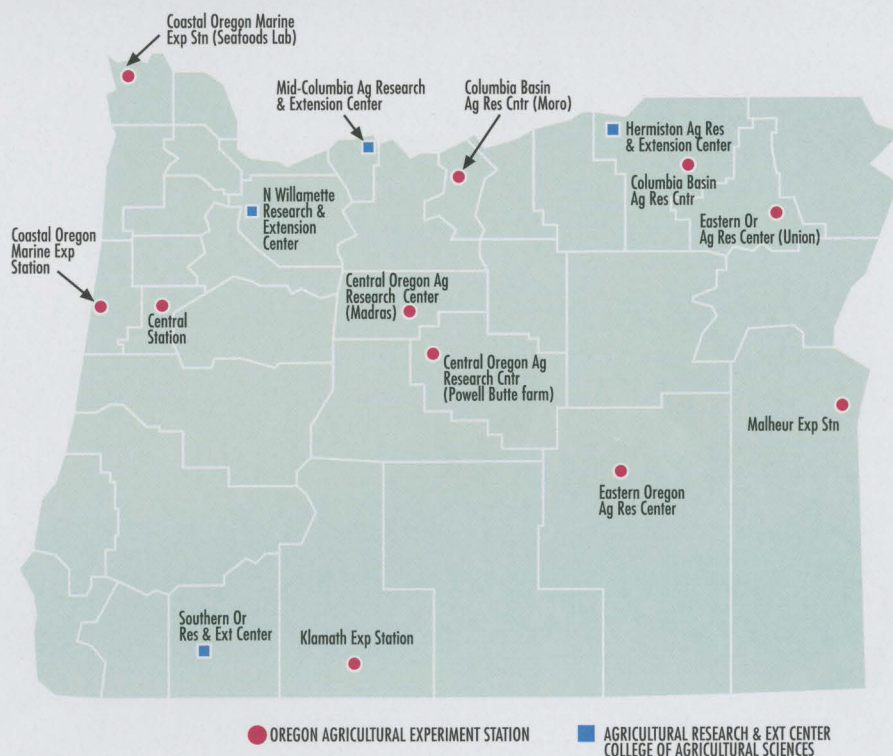 Coastal Oregon Marine
Exp Stn (Seafoods Lab)
Mid-Columbia Ag Research
& Extension Center
Columbia Basin
Ag Res Cntr (Moro)
Hermiston Ag Res
& Extension Center
Columbia Basin
Ag Res Cntr
Eastern Or
Ag Res Center (Union)
N Willamette
Research &
Extension
Center
Coastal Oregon
Marine Exp
Station
Central
Station
Central Oregon Ag
Research Center
(Madras)
Central Oregon Ag
Research Cntr
(Powell Butte farm)
Malheur Exp Stn
Eastern Oregon
Ag Res Center
Southern Or
Res & Ext Center
Klamath Exp Station
OREGON AGRICULTURAL EXPERIMENT STATION
AGRICULTURAL RESEARCH & EXT CENTER
COLLEGE OF AGRICULTURAL SCIENCES